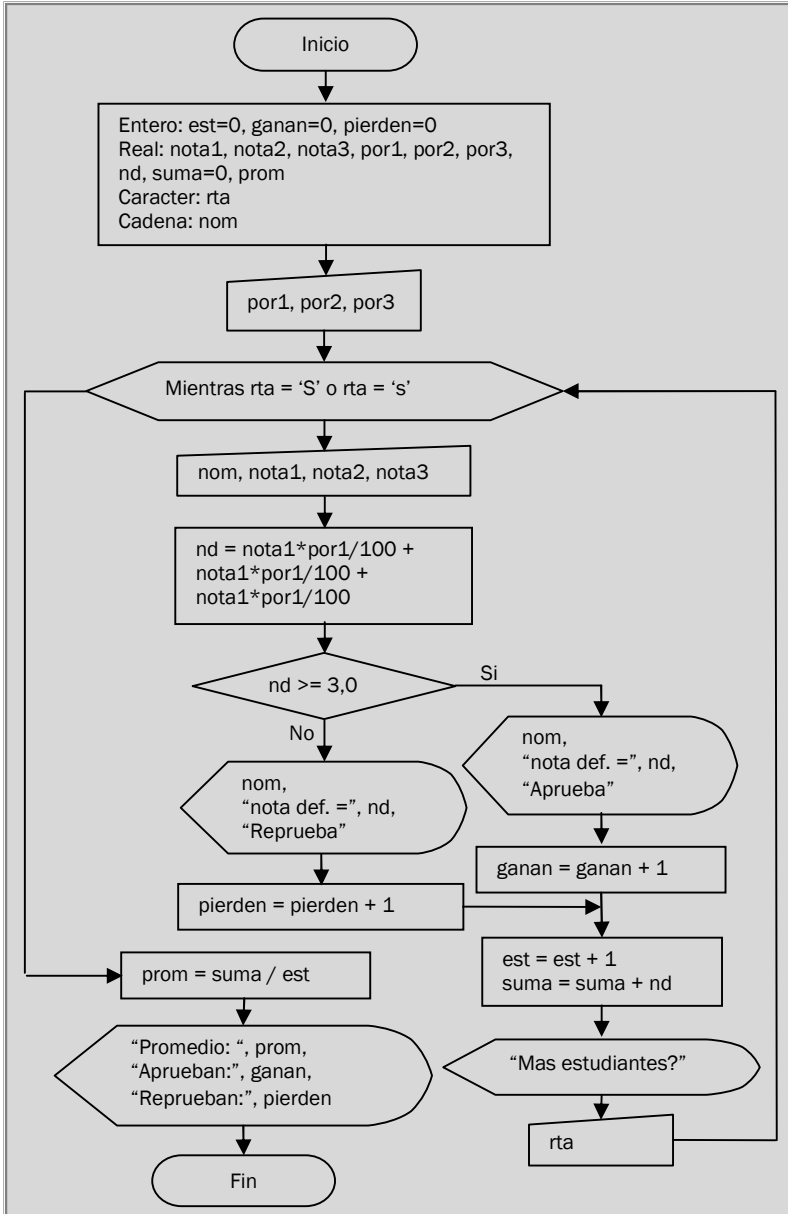 Inicio
Entero: est=0, ganan=0, pierden=0
Real: nota1, nota2, nota3, por1, por2, por3,
nd, suma=0, prom
Caracter: rta
Cadena: nom
por1, por2, por3
Mientras rta = ‘S’ o rta = ‘s’
nom, nota1, nota2, nota3
nd = nota1*por1/100 +
nota1*por1/100 +
nota1*por1/100
nd >= 3,0
Si
No
nom,
“nota def. =”, nd,
“Aprueba”
nom,
“nota def. =”, nd,
“Reprueba”
ganan = ganan + 1
pierden = pierden + 1
est = est + 1
suma = suma + nd
prom = suma / est
“Mas estudiantes?”
“Promedio: “, prom,
“Aprueban:”, ganan,
“Reprueban:”, pierden
rta
Fin